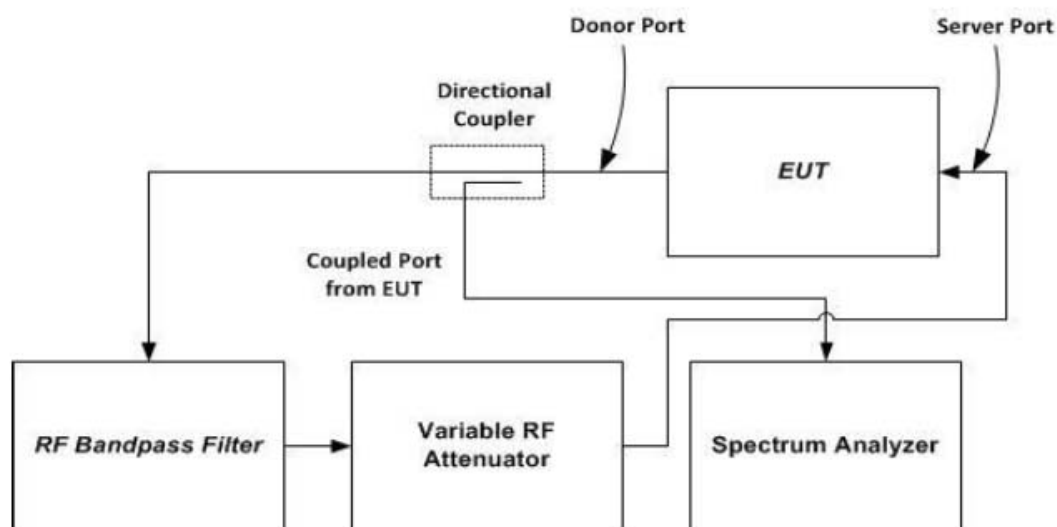 Donor Port
Server Port
Directional
Coupler
EUT
Coupled Port
from EUT
RF Bandpass Filter
Variable RF
Attenuator
Spectrum Analyzer